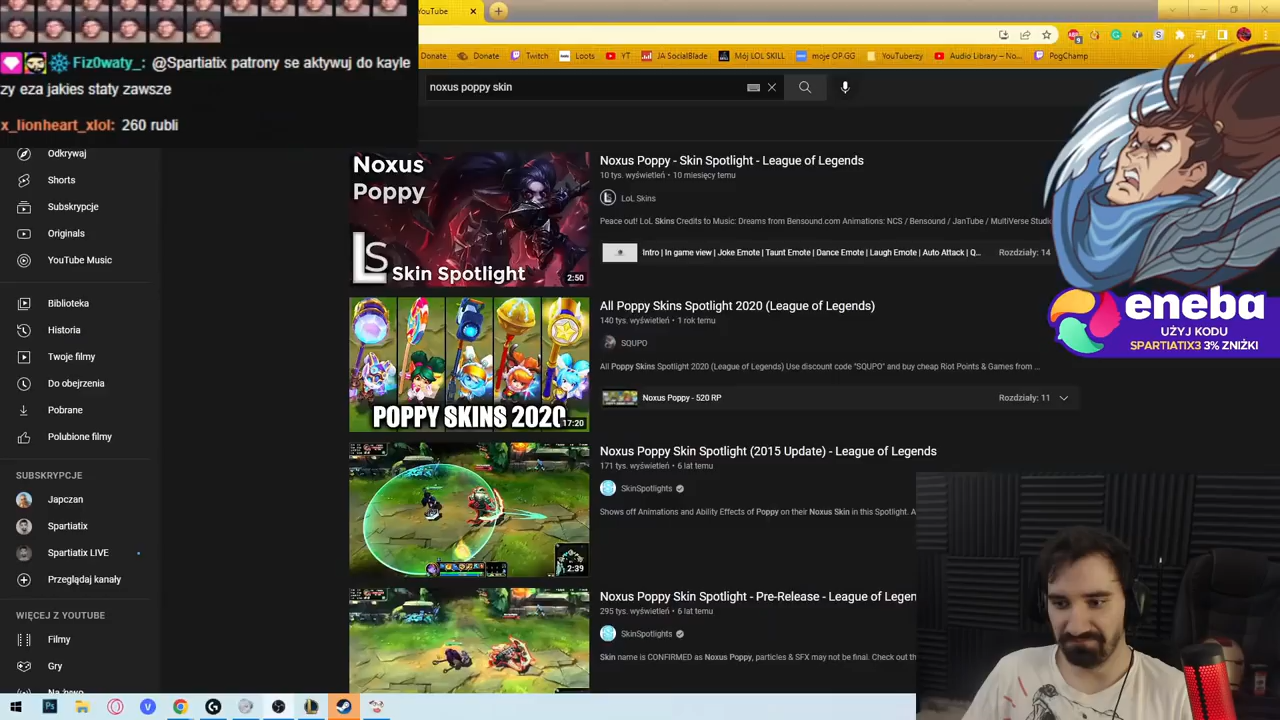 YouTube
Fiz0waty_: @Spartiatix patrony se aktywuj do kayle
zy eza jakies staty zawsze
x_lionheart_xlol: 260 rubli
Donate
Donate
Twitch
Loots
YT
JA SocialBlade
Mój LOL SKILL
moje OP.GG
YouTuberzy
Audio Library – No...
PogChamp
noxus poppy skin
Odkrywaj
Shorts
Subskrypcje
Originals
YouTube Music
Biblioteka
Historia
Twoje filmy
Do obejrzenia
Pobrane
Polubione filmy
SUBSKRYPCJE
Japczan
Spartiatix
Spartiatix LIVE
Przeglądaj kanały
WIĘCEJ Z YOUTUBE
Filmy
Gry
Na żywo
Noxus
Poppy
LS
Skin Spotlight
2:50
Noxus Poppy - Skin Spotlight - League of Legends
10 tys. wyświetleń • 10 miesięcy temu
LoL Skins
Peace out! LoL Skins Credits to Music: Dreams from Bensound.com Animations: NCS / Bensound / JanTube / MultiVerse Studio
Intro | In game view | Joke Emote | Taunt Emote | Dance Emote | Laugh Emote | Auto Attack | Q...
Rozdziały: 14
POPPY SKINS 2020
17:20
All Poppy Skins Spotlight 2020 (League of Legends)
140 tys. wyświetleń • 1 rok temu
SQUPO
All Poppy Skins Spotlight 2020 (League of Legends) Use discount code "SQUPO" and buy cheap Riot Points & Games from ...
Noxus Poppy - 520 RP
Rozdziały: 11
2:39
Noxus Poppy Skin Spotlight (2015 Update) - League of Legends
171 tys. wyświetleń • 6 lat temu
SkinSpotlights
Shows off Animations and Ability Effects of Poppy on their Noxus Skin in this Spotlight. A
Noxus Poppy Skin Spotlight - Pre-Release - League of Legen
295 tys. wyświetleń • 6 lat temu
SkinSpotlights
Skin name is CONFIRMED as Noxus Poppy, particles & SFX may not be final. Check out th
eneba
UŻYJ KODU
SPARTIATIX3 3% ZNIŻKI